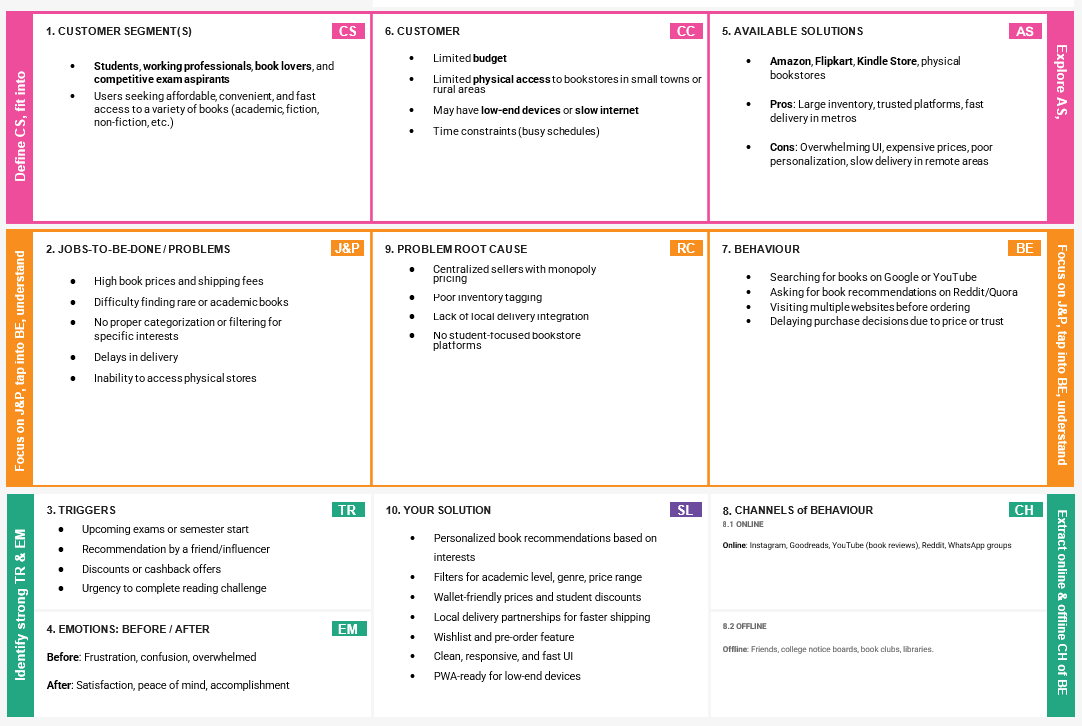 Define CS, fit into
1. CUSTOMER SEGMENT(S)
CS
● Students, working professionals, book lovers, and
competitive exam aspirants
● Users seeking affordable, convenient, and fast
access to a variety of books (academic, fiction,
non-fiction, etc.)
6. CUSTOMER
CC
● Limited budget
● Limited physical access to bookstores in small towns or
rural areas
● May have low-end devices or slow internet
● Time constraints (busy schedules)
5. AVAILABLE SOLUTIONS
AS
● Amazon, Flipkart, Kindle Store, physical
bookstores
● Pros: Large inventory, trusted platforms, fast
delivery in metros
● Cons: Overwhelming UI, expensive prices, poor
personalization, slow delivery in remote areas
Explore AS,
Focus on J&P, tap into BE, understand
2. JOBS-TO-BE-DONE / PROBLEMS
J&P
● High book prices and shipping fees
● Difficulty finding rare or academic books
● No proper categorization or filtering for
specific interests
● Delays in delivery
● Inability to access physical stores
9. PROBLEM ROOT CAUSE
RC
● Centralized sellers with monopoly
pricing
● Poor inventory tagging
● Lack of local delivery integration
● No student-focused bookstore
platforms
7. BEHAVIOUR
BE
● Searching for books on Google or YouTube
● Asking for book recommendations on Reddit/Quora
● Visiting multiple websites before ordering
● Delaying purchase decisions due to price or trust
Focus on J&P, tap into BE, understand
Identify strong TR & EM
3. TRIGGERS
TR
● Upcoming exams or semester start
● Recommendation by a friend/influencer
● Discounts or cashback offers
● Urgency to complete reading challenge
4. EMOTIONS: BEFORE / AFTER
EM
Before: Frustration, confusion, overwhelmed
After: Satisfaction, peace of mind, accomplishment
10. YOUR SOLUTION
SL
● Personalized book recommendations based on
interests
● Filters for academic level, genre, price range
● Wallet-friendly prices and student discounts
● Local delivery partnerships for faster shipping
● Wishlist and pre-order feature
● Clean, responsive, and fast UI
● PWA-ready for low-end devices
8. CHANNELS of BEHAVIOUR
CH
8.1 ONLINE
Online: Instagram, Goodreads, YouTube (book reviews), Reddit, WhatsApp groups
8.2 OFFLINE
Offline: Friends, college notice boards, book clubs, libraries.
Extract online & offline CH of BE